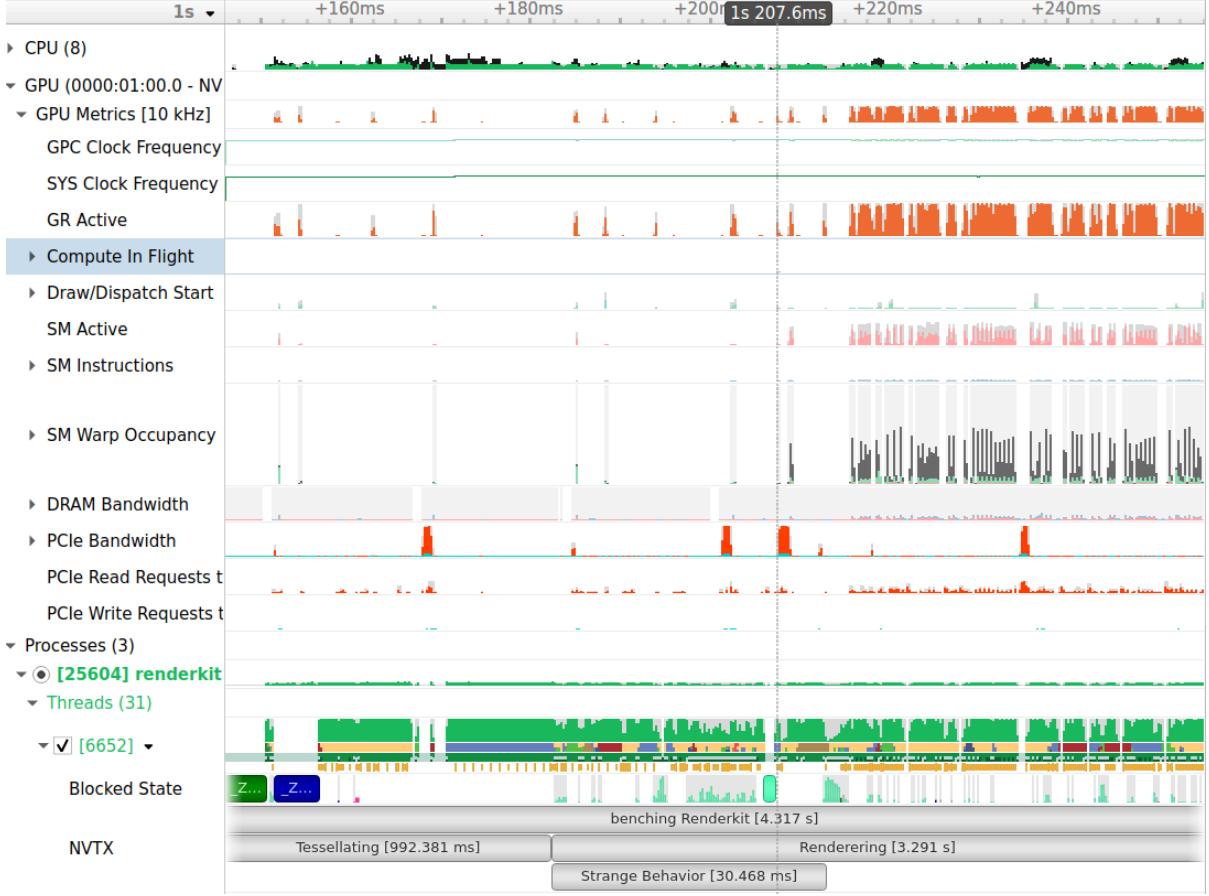 1s +160ms +180ms +200m 1s 207.6ms +220ms +240ms
CPU (8)
GPU (0000:01:00.0 - NV
GPU Metrics [10 kHz]
GPC Clock Frequency
SYS Clock Frequency
GR Active
Compute In Flight
Draw/Dispatch Start
SM Active
SM Instructions
SM Warp Occupancy
DRAM Bandwidth
PCIe Bandwidth
PCIe Read Requests t
PCIe Write Requests t
Processes (3)
[25604] renderkit
Threads (31)
[6652]
Blocked State _Z... _Z...
benching Renderkit [4.317 s]
NVTX Tessellating [992.381 ms] Renderering [3.291 s]
Strange Behavior [30.468 ms]